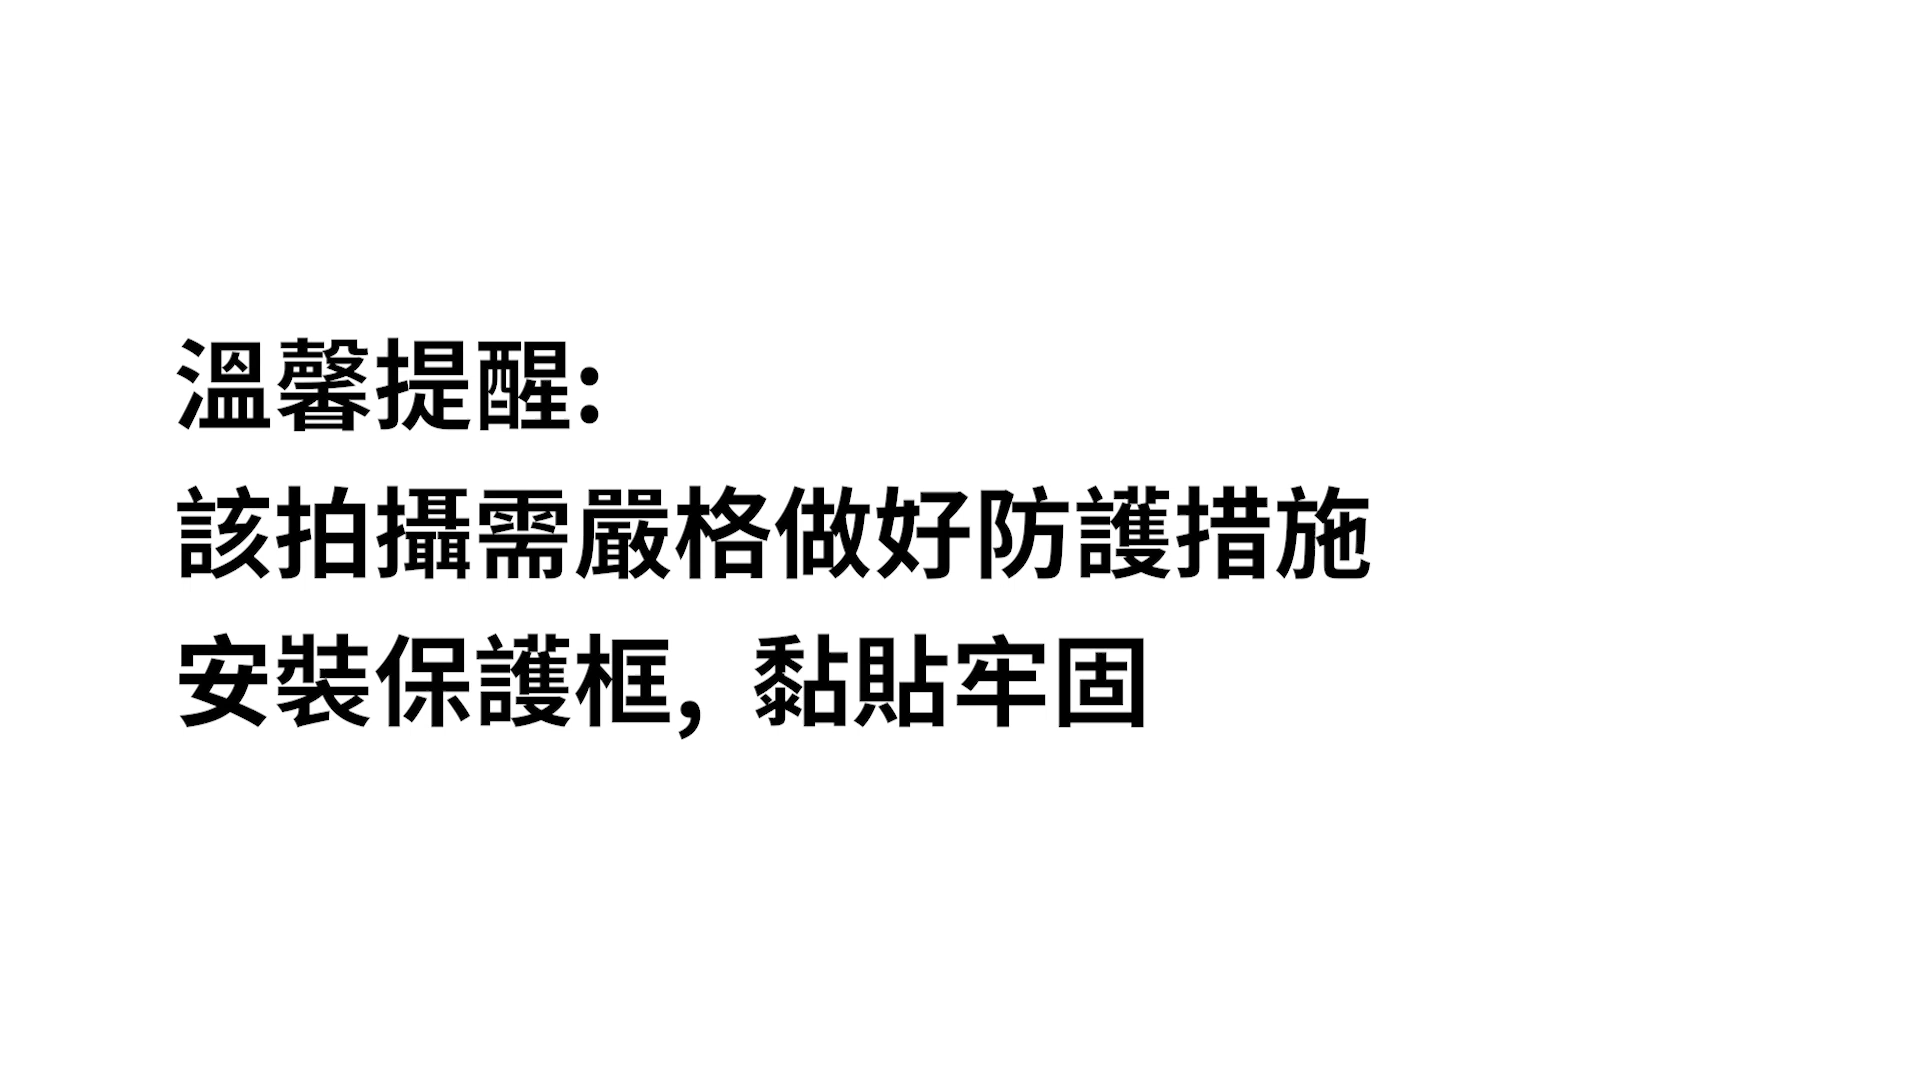 溫馨提醒:
該拍攝需嚴格做好防護措施
安裝保護框, 黏貼牢固